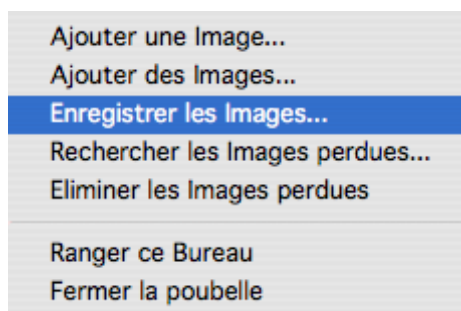 Ajouter une Image...
Ajouter des Images...
Enregistrer les Images...
Rechercher les Images perdues...
Eliminer les Images perdues
Ranger ce Bureau
Fermer la poubelle